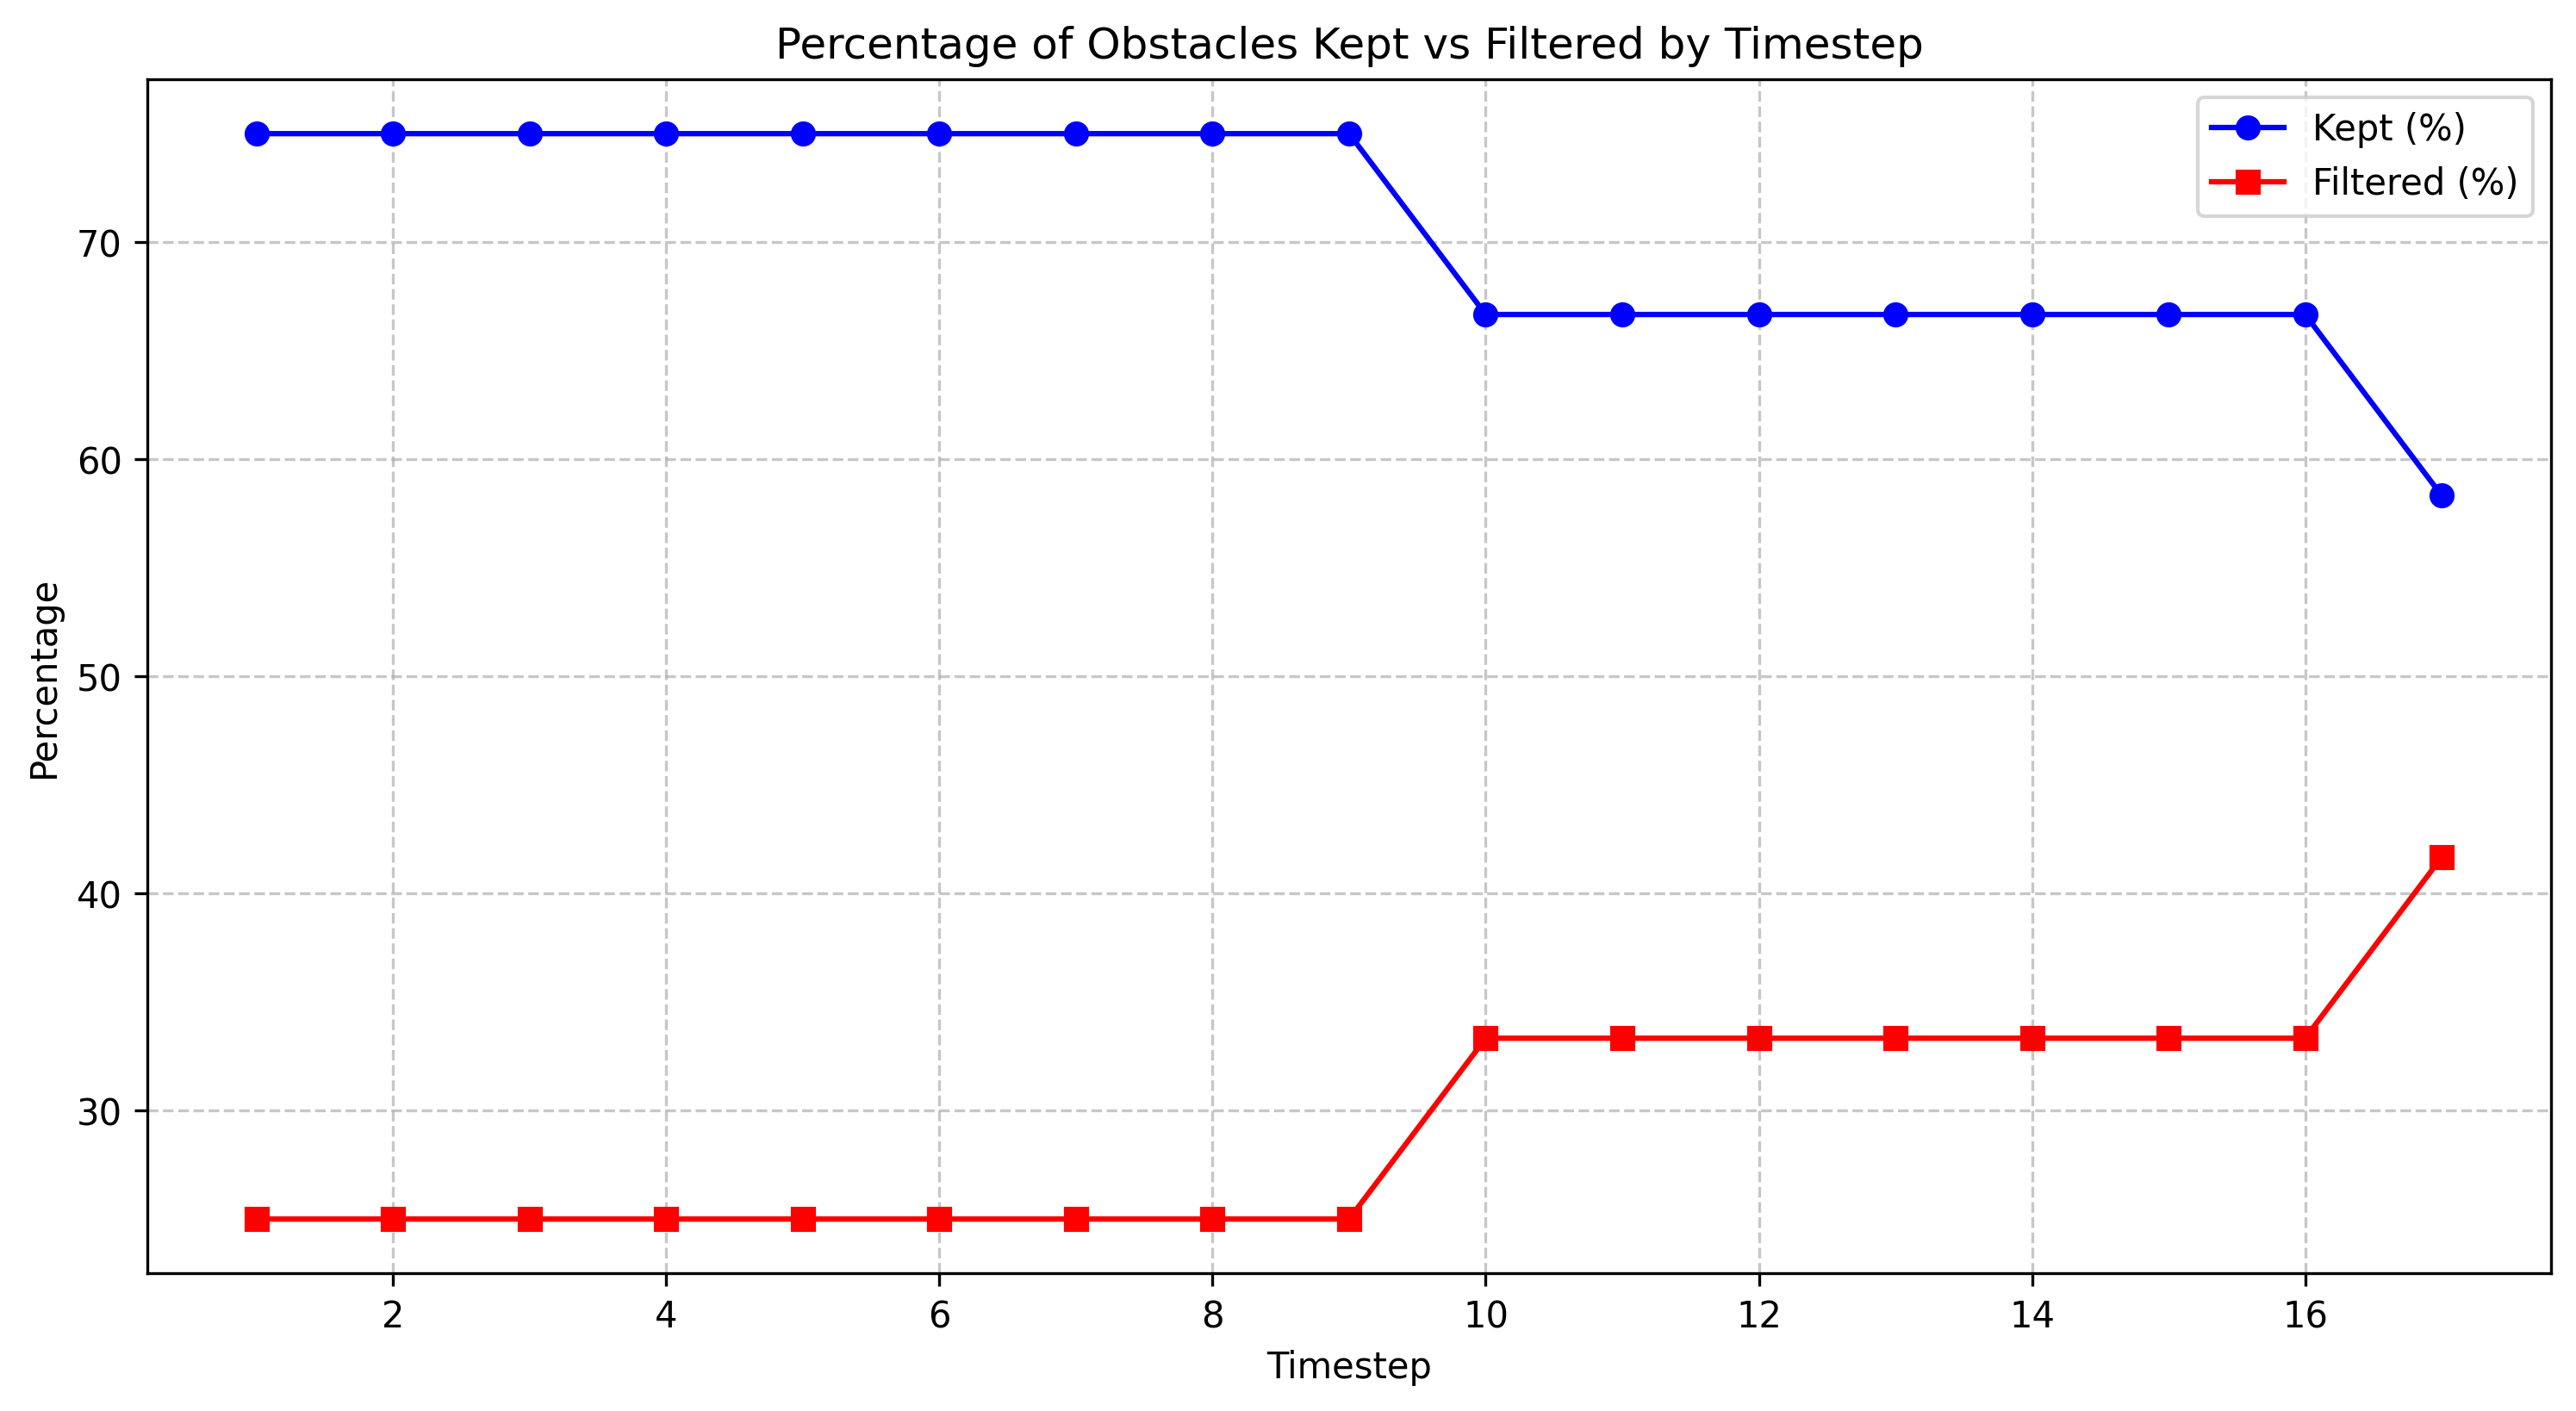 Percentage of Obstacles Kept vs Filtered by Timestep
Kept (%)
Filtered (%)
70
60
50
40
30
Percentage
2 4 6 8 10 12 14 16
Timestep